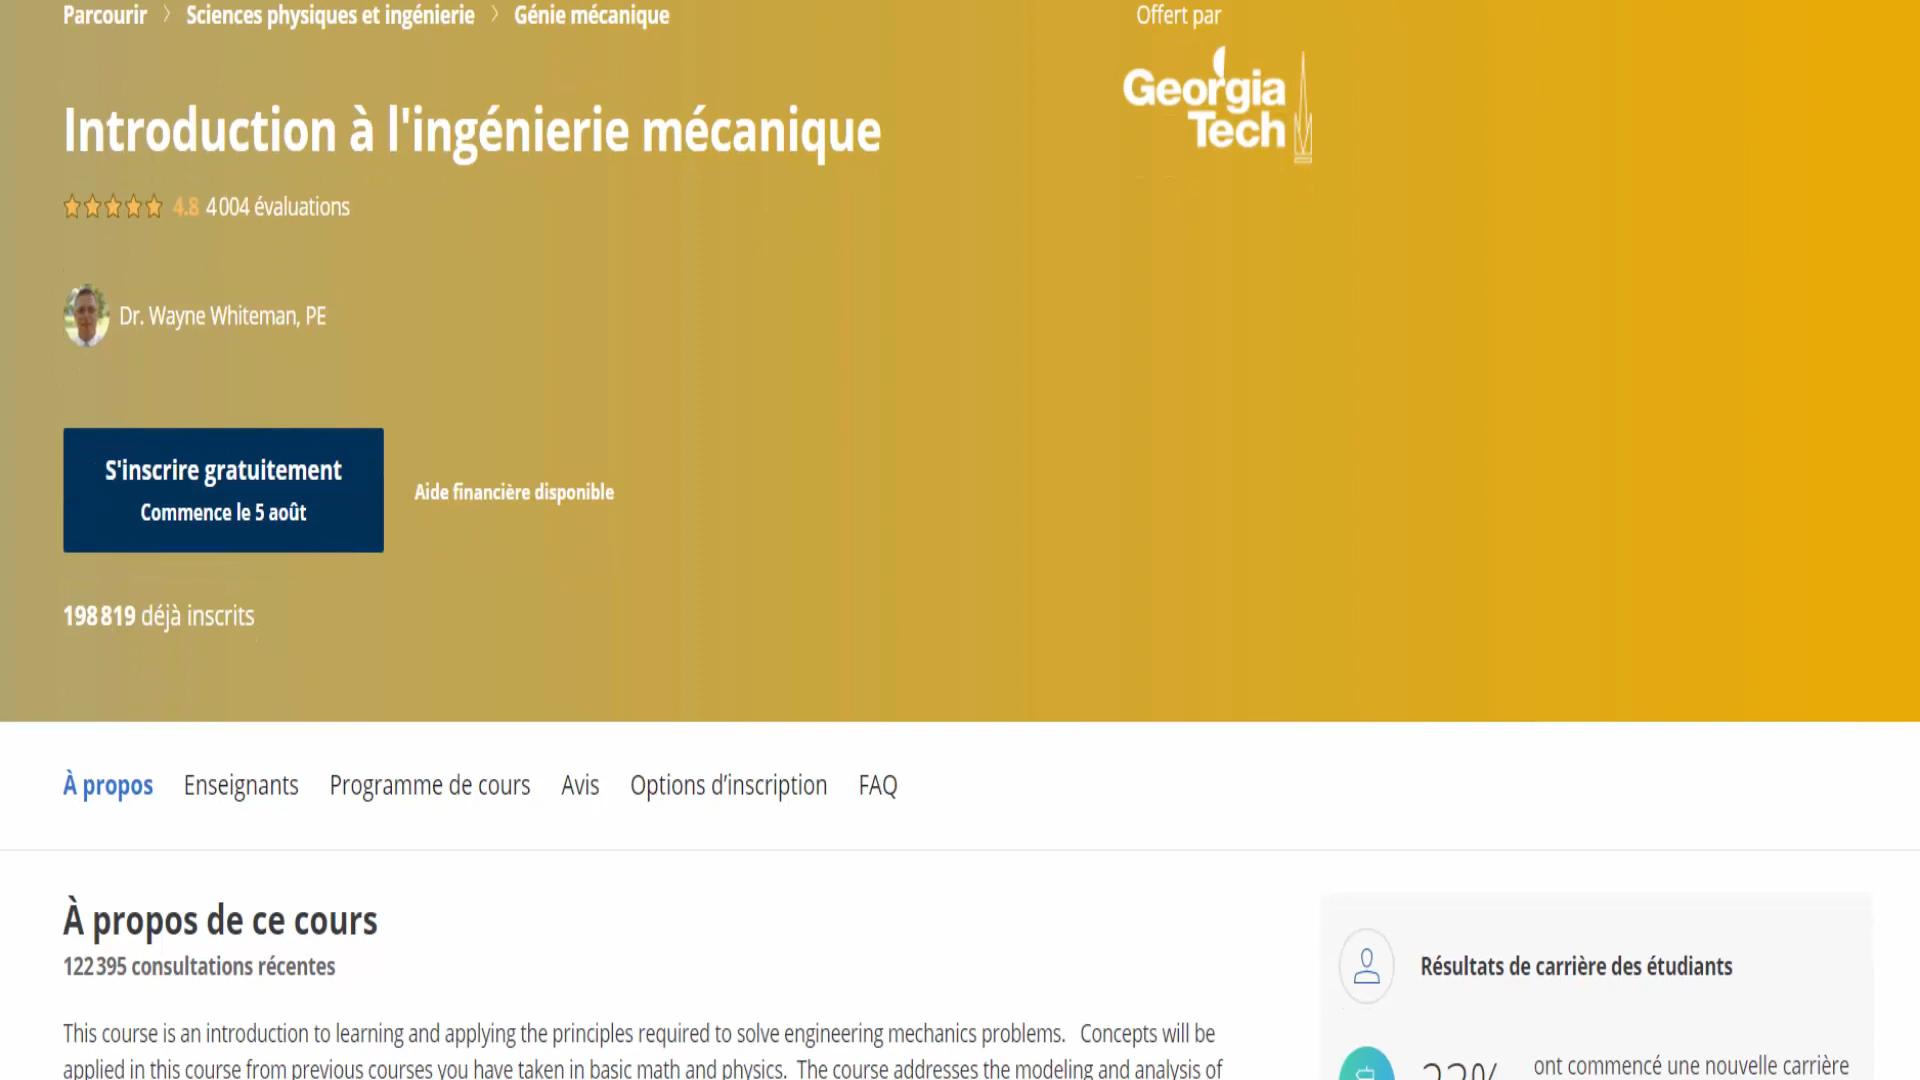 Parcourir > Sciences physiques et ingénierie > Génie mécanique
Offert par
Georgia
Tech
Introduction à l'ingénierie mécanique
4.8 4 004 évaluations
Dr. Wayne Whiteman, PE
S'inscrire gratuitement
Commence le 5 août
Aide financière disponible
198 819 déjà inscrits
À propos Enseignants Programme de cours Avis Options d’inscription FAQ
À propos de ce cours
122 395 consultations récentes
This course is an introduction to learning and applying the principles required to solve engineering mechanics problems. Concepts will be
applied in this course from previous courses you have taken in basic math and physics. The course addresses the modeling and analysis of
Résultats de carrière des étudiants
ont commencé une nouvelle carrière